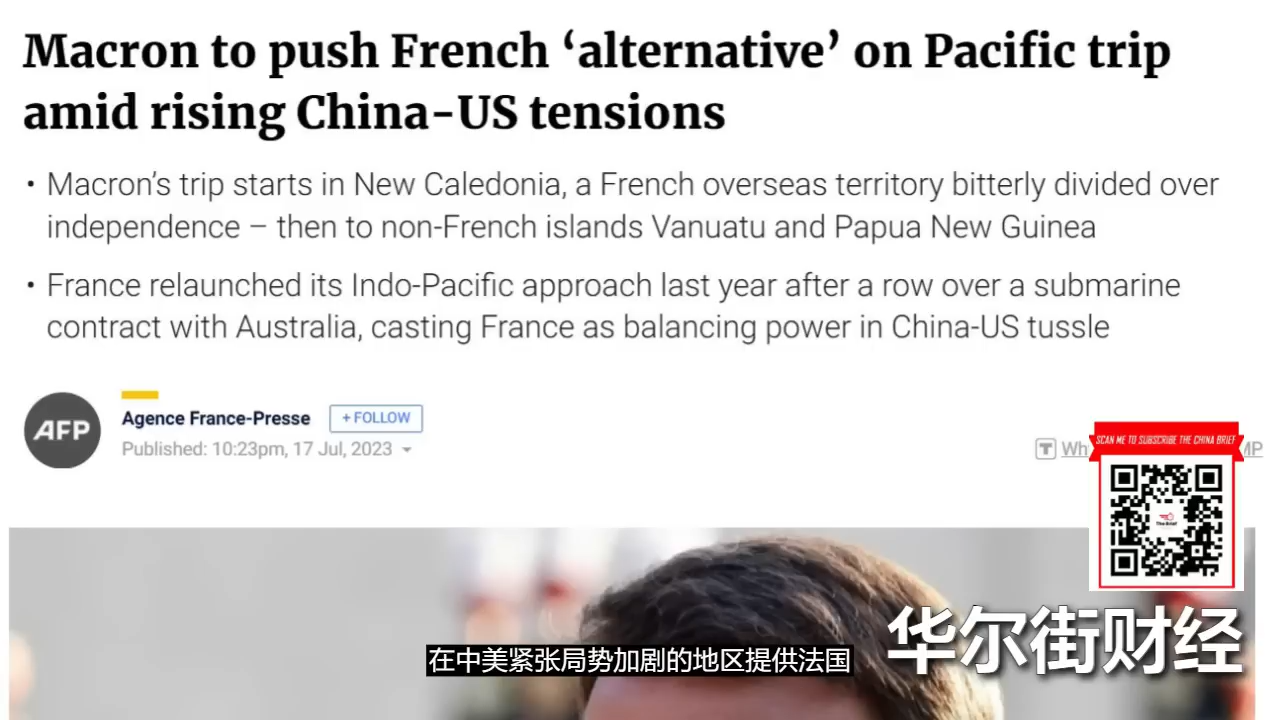 Macron to push French ‘alternative’ on Pacific trip
amid rising China-US tensions
• Macron’s trip starts in New Caledonia, a French overseas territory bitterly divided over
independence – then to non-French islands Vanuatu and Papua New Guinea
• France relaunched its Indo-Pacific approach last year after a row over a submarine
contract with Australia, casting France as balancing power in China-US tussle
AFP
Agence France-Presse
+ FOLLOW
Published: 10:23pm, 17 Jul, 2023
SCAN ME TO SUBSCRIBE THE CHINA BRIEF
The Brief
华尔街财经
在中美紧张局势加剧的地区提供法国